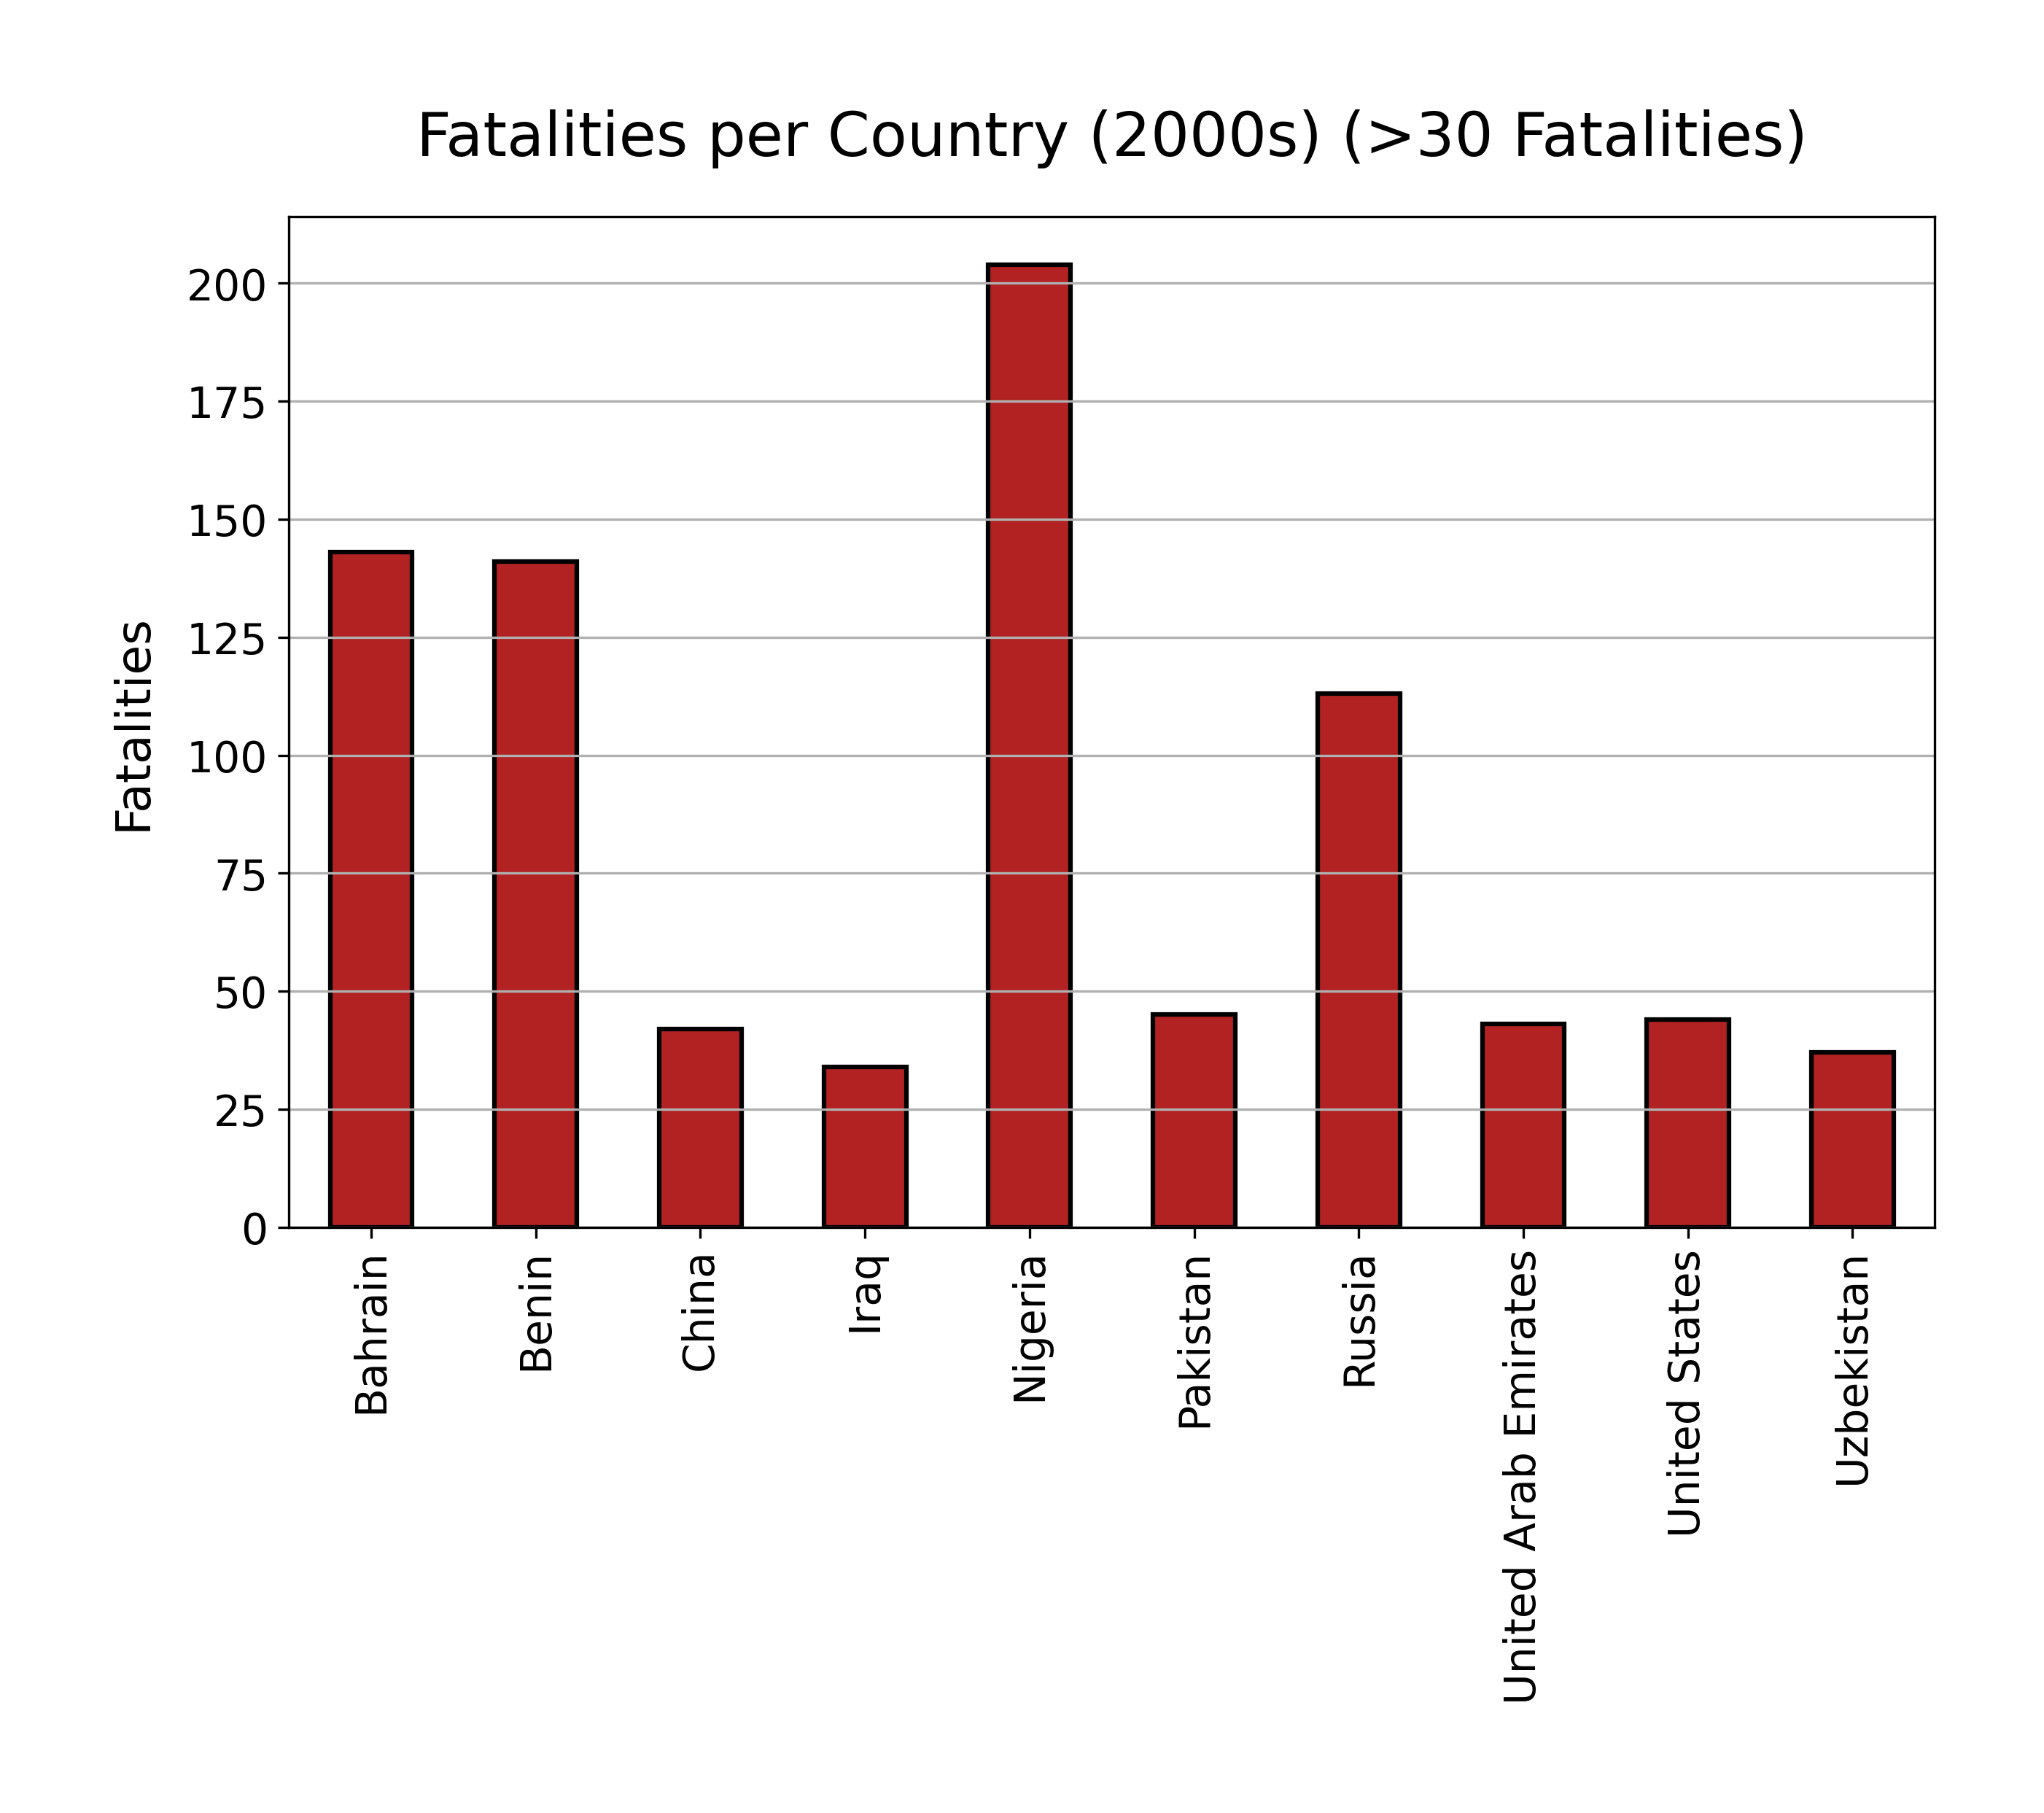 Fatalities per Country (2000s) (>30 Fatalities)
Fatalities
200
175
150
125
100
75
50
25
0
Bahrain
Benin
China
Iraq
Nigeria
Pakistan
Russia
United Arab Emirates
United States
Uzbekistan